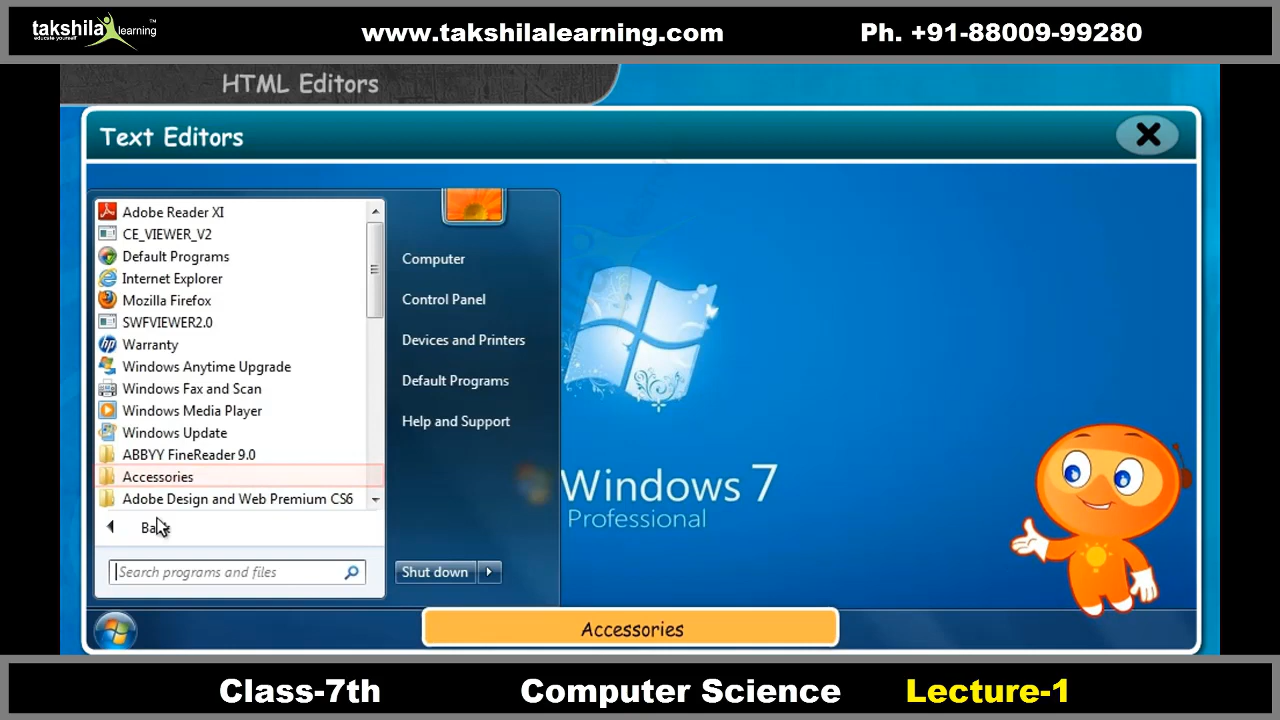 takshila learning
educate yourself
www.takshilalearning.com
Ph. +91-88009-99280
HTML Editors
Text Editors
Adobe Reader XI
CE_VIEWER_V2
Default Programs
Internet Explorer
Mozilla Firefox
SWFVIEWER2.0
Warranty
Windows Anytime Upgrade
Windows Fax and Scan
Windows Media Player
Windows Update
ABBYY FineReader 9.0
Accessories
Adobe Design and Web Premium CS6
Back
Search programs and files
Computer
Control Panel
Devices and Printers
Default Programs
Help and Support
Shut down
hp
Windows 7
Professional
Accessories
Class-7th
Computer Science
Lecture-1